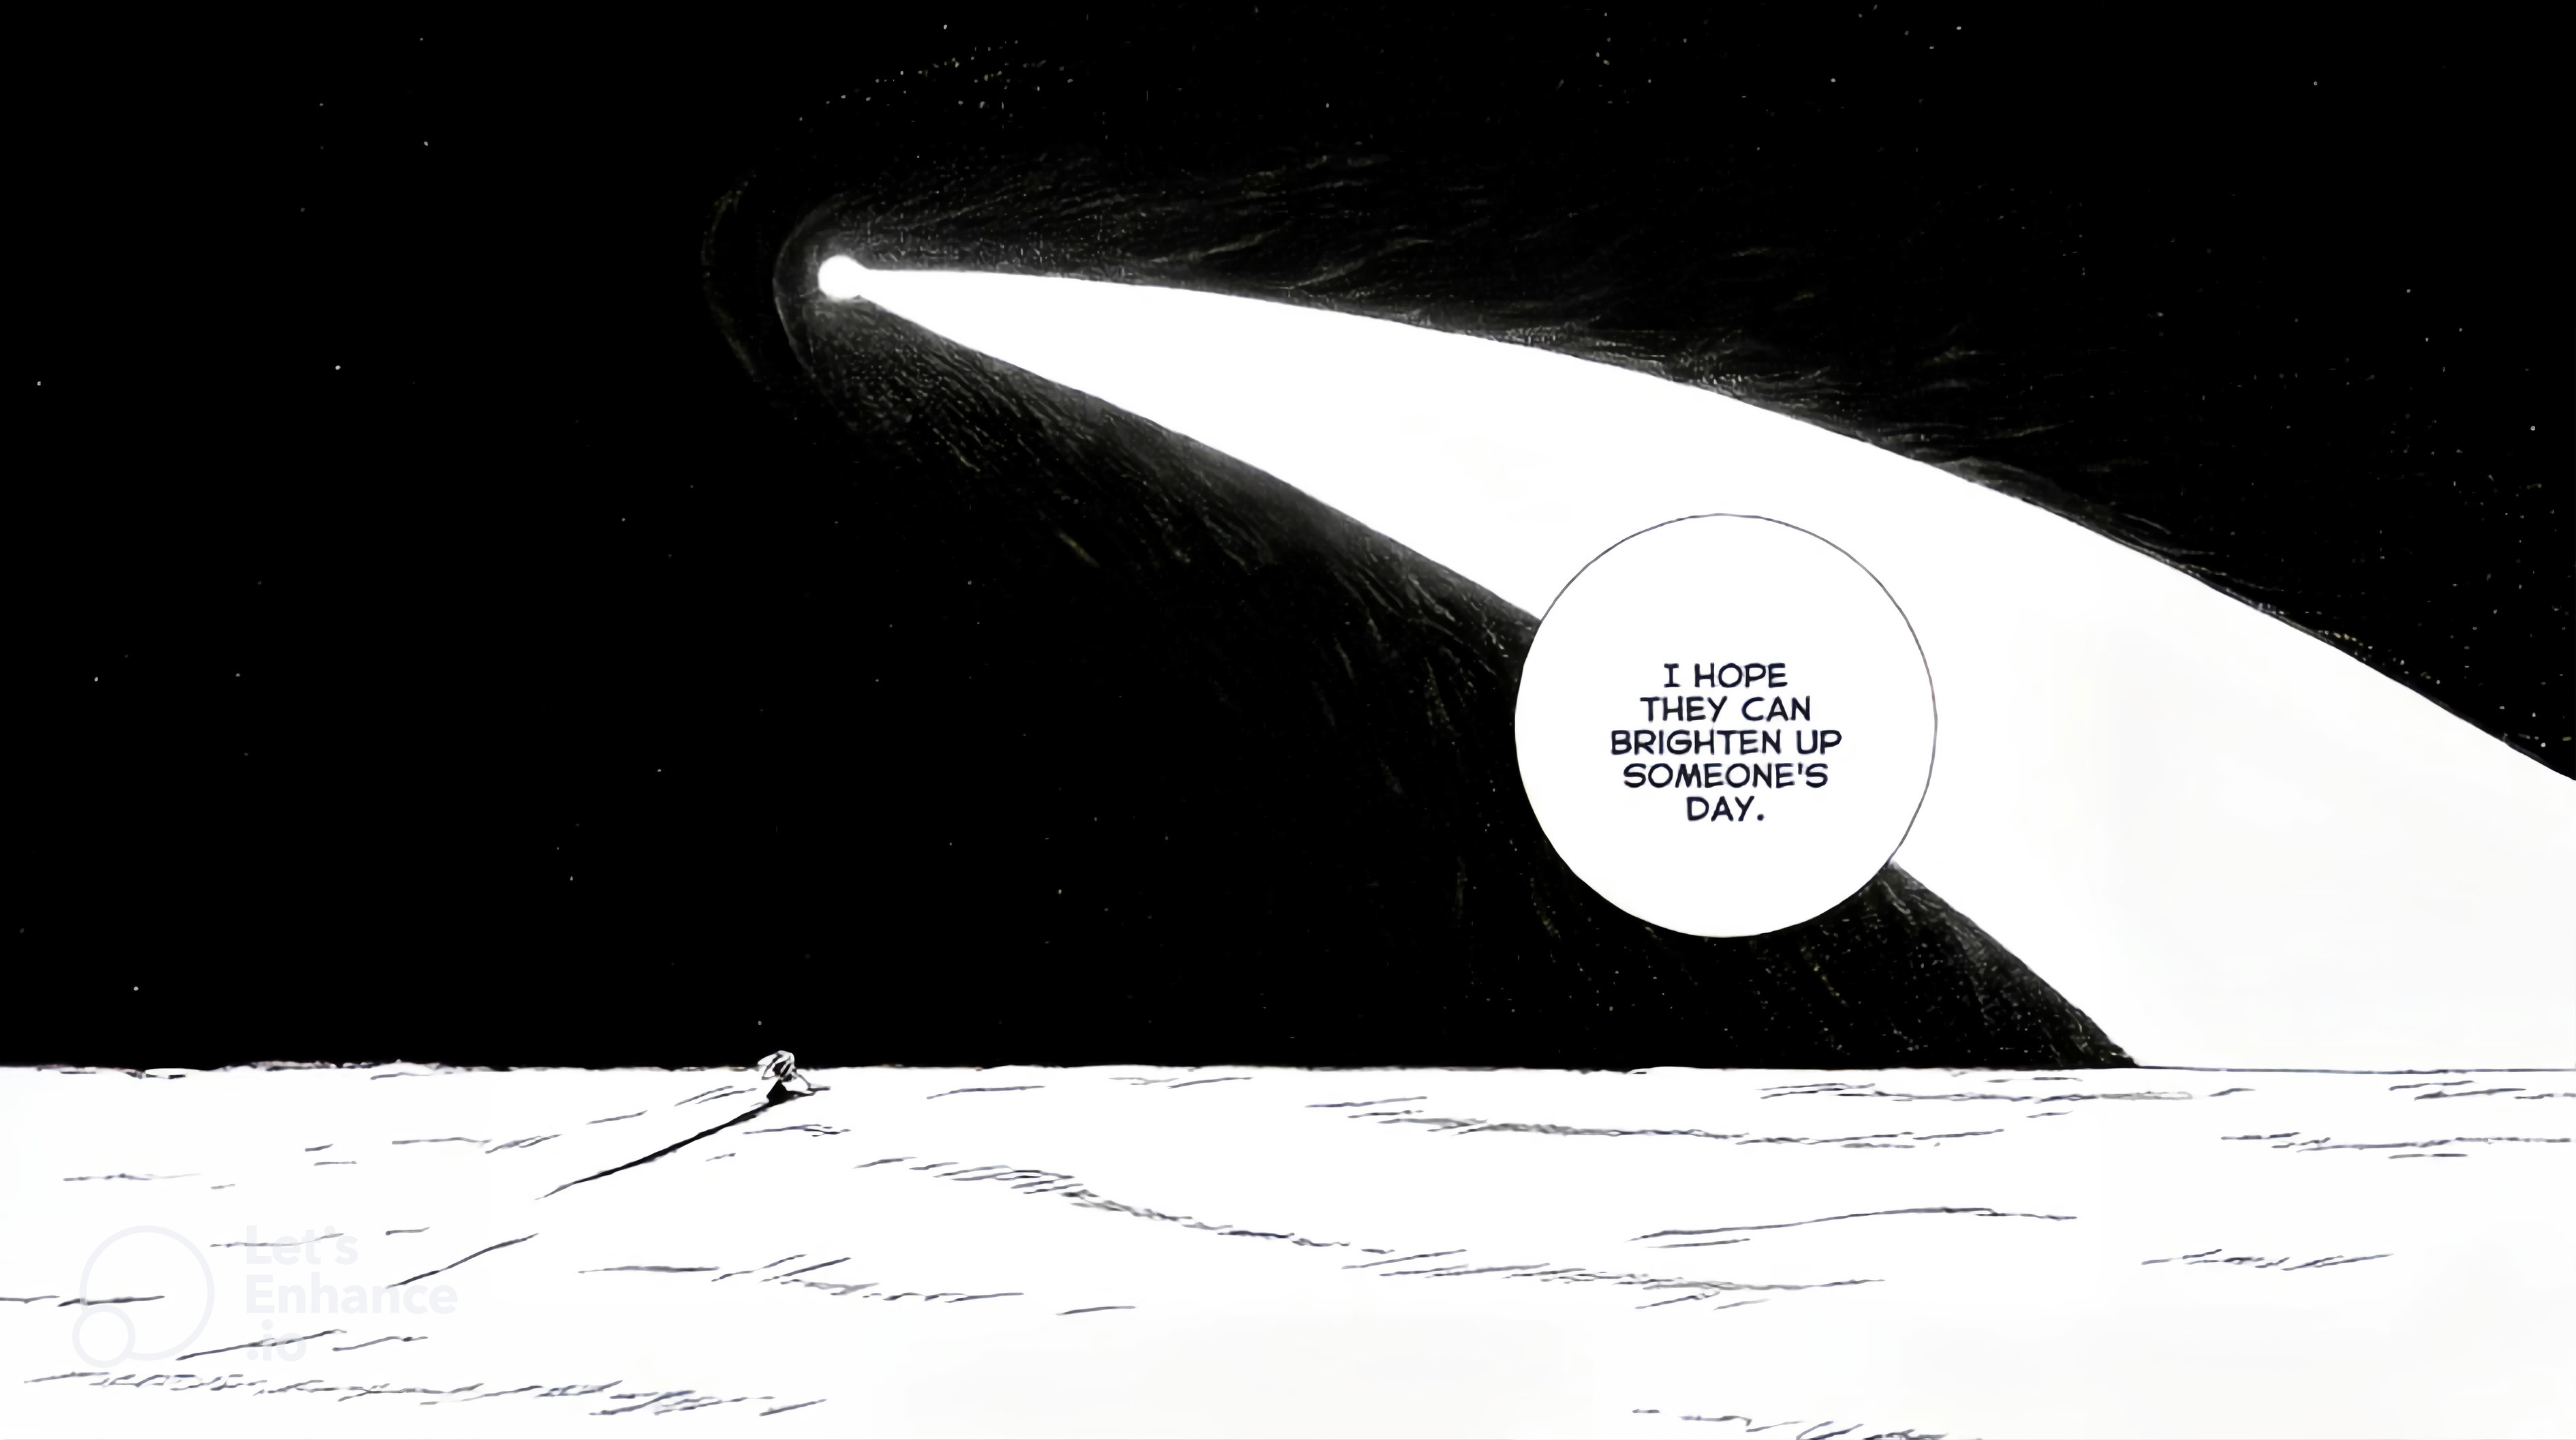 I HOPE
THEY CAN
BRIGHTEN UP
SOMEONE'S
DAY.
Let's
Enhance
.io